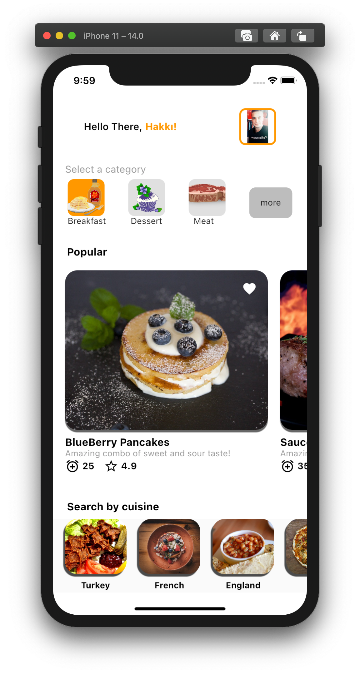 iPhone 11 – 14.0
9:59
Hello There, Hakkı!
Select a category
Breakfast
Dessert
Meat
more
Popular
BlueBerry Pancakes
Sauc
Amazing combo of sweet and sour taste!
Amazin
25
4.9
Search by cuisine
Turkey
French
England